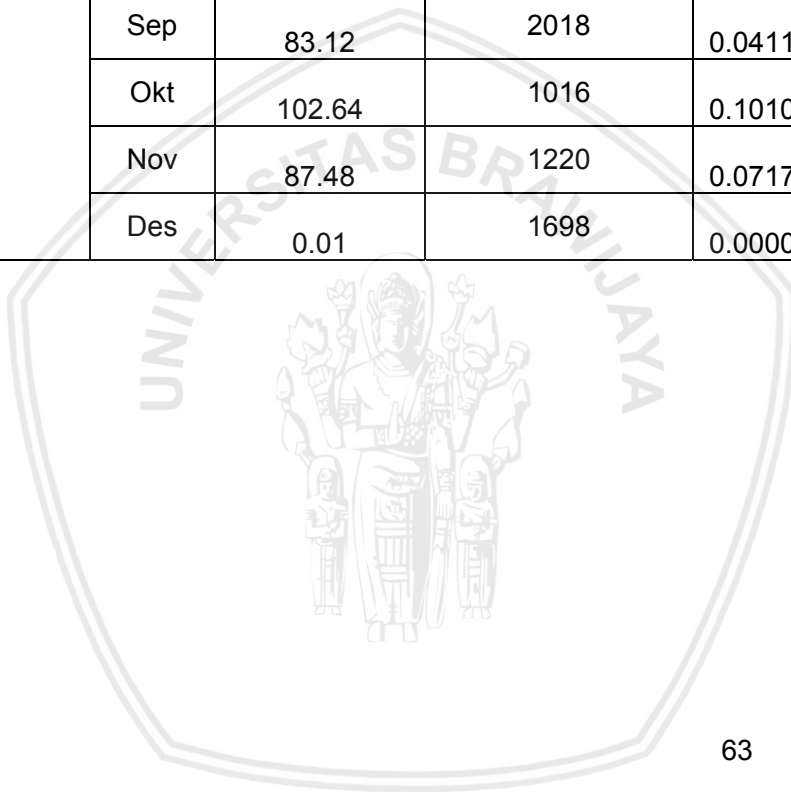 Sep 83.12 2018 0.0411
Okt 102.64 1016 0.1010
Nov 87.48 1220 0.0717
Des 0.01 1698 0.0000
UNIVERSITAS BRAWIJAYA
63